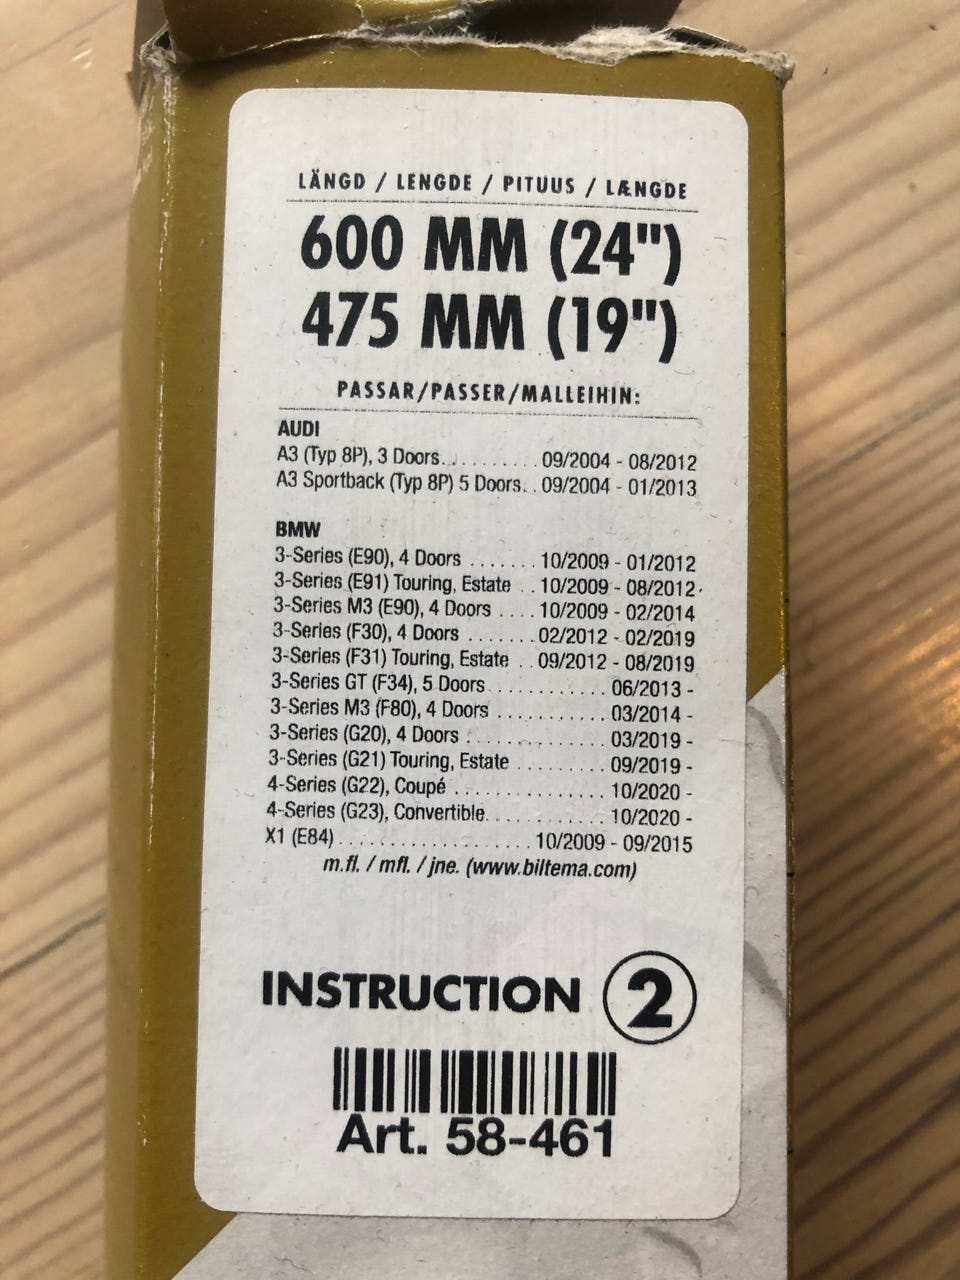 LÄNGD / LENGDE / PITUUS / LÆNGDE
600 MM (24")
475 MM (19")
PASSAR/PASSER/MALLEIHIN:
AUDI
A3 (Typ 8P), 3 Doors.......... 09/2004 - 08/2012
A3 Sportback (Typ 8P) 5 Doors.. 09/2004 - 01/2013
BMW
3-Series (E90), 4 Doors ....... 10/2009 - 01/2012
3-Series (E91) Touring, Estate .. 10/2009 - 08/2012
3-Series M3 (E90), 4 Doors .... 10/2009 - 02/2014
3-Series (F30), 4 Doors ....... 02/2012 - 02/2019
3-Series (F31) Touring, Estate .. 09/2012 - 08/2019
3-Series GT (F34), 5 Doors............ 06/2013 -
3-Series M3 (F80), 4 Doors ........... 03/2014 -
3-Series (G20), 4 Doors .............. 03/2019 -
3-Series (G21) Touring, Estate ......... 09/2019 -
4-Series (G22), Coupé ............... 10/2020 -
4-Series (G23), Convertible............ 10/2020 -
X1 (E84).................... 10/2009 - 09/2015
m.fl. / mfl. / jne. (www.biltema.com)
INSTRUCTION 2
Art. 58-461